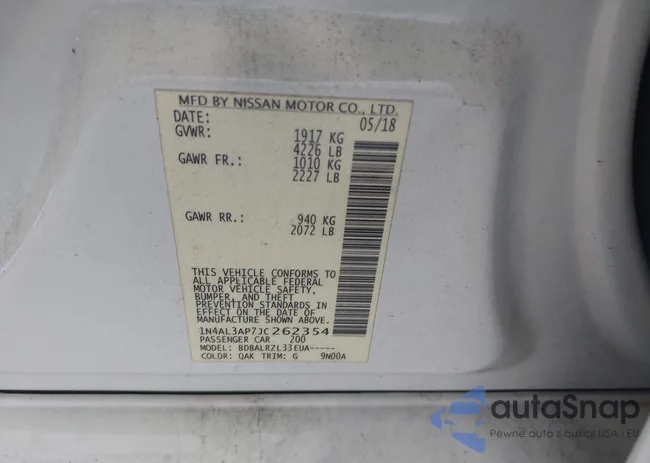 MFD BY NISSAN MOTOR CO., LTD.
DATE: 05/18
GVWR: 1917 KG
4226 LB
GAWR FR.: 1010 KG
2227 LB
GAWR RR.: 940 KG
2072 LB
THIS VEHICLE CONFORMS TO
ALL APPLICABLE FEDERAL
MOTOR VEHICLE SAFETY,
BUMPER, AND THEFT
PREVENTION STANDARDS IN
EFFECT ON THE DATE OF
MANUFACTURE SHOWN ABOVE.
1N4AL3AP7JC262354
PASSENGER CAR 200
MODEL: BDBALRZL33EUA-----
COLOR: QAK TRIM: G 9N00A
autaSnap
Pewne auta z aukcji USA - EU